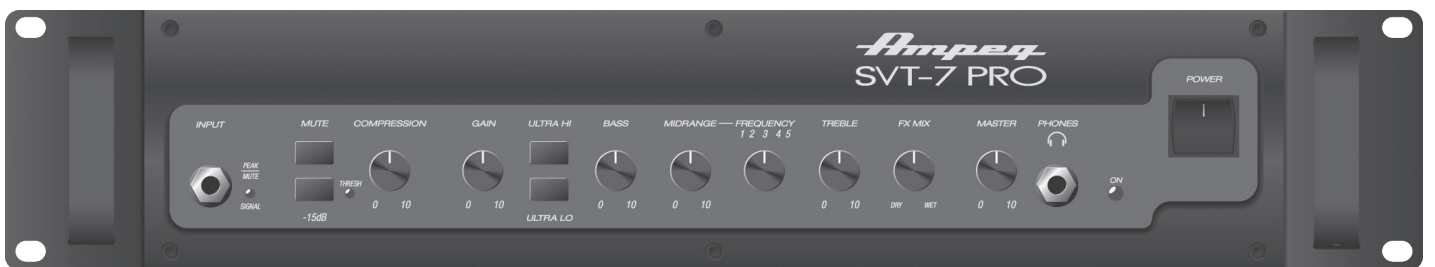 Ampeg
SVT-7 PRO
POWER
INPUT MUTE COMPRESSION GAIN ULTRA HI BASS MIDRANGE FREQUENCY TREBLE FX MIX MASTER PHONES
1 2 3 4 5
PEAK
MUTE
SIGNAL
THRESH
ON
0 10 0 10 0 10 0 10 0 10 DRY WET 0 10
-15dB ULTRA LO